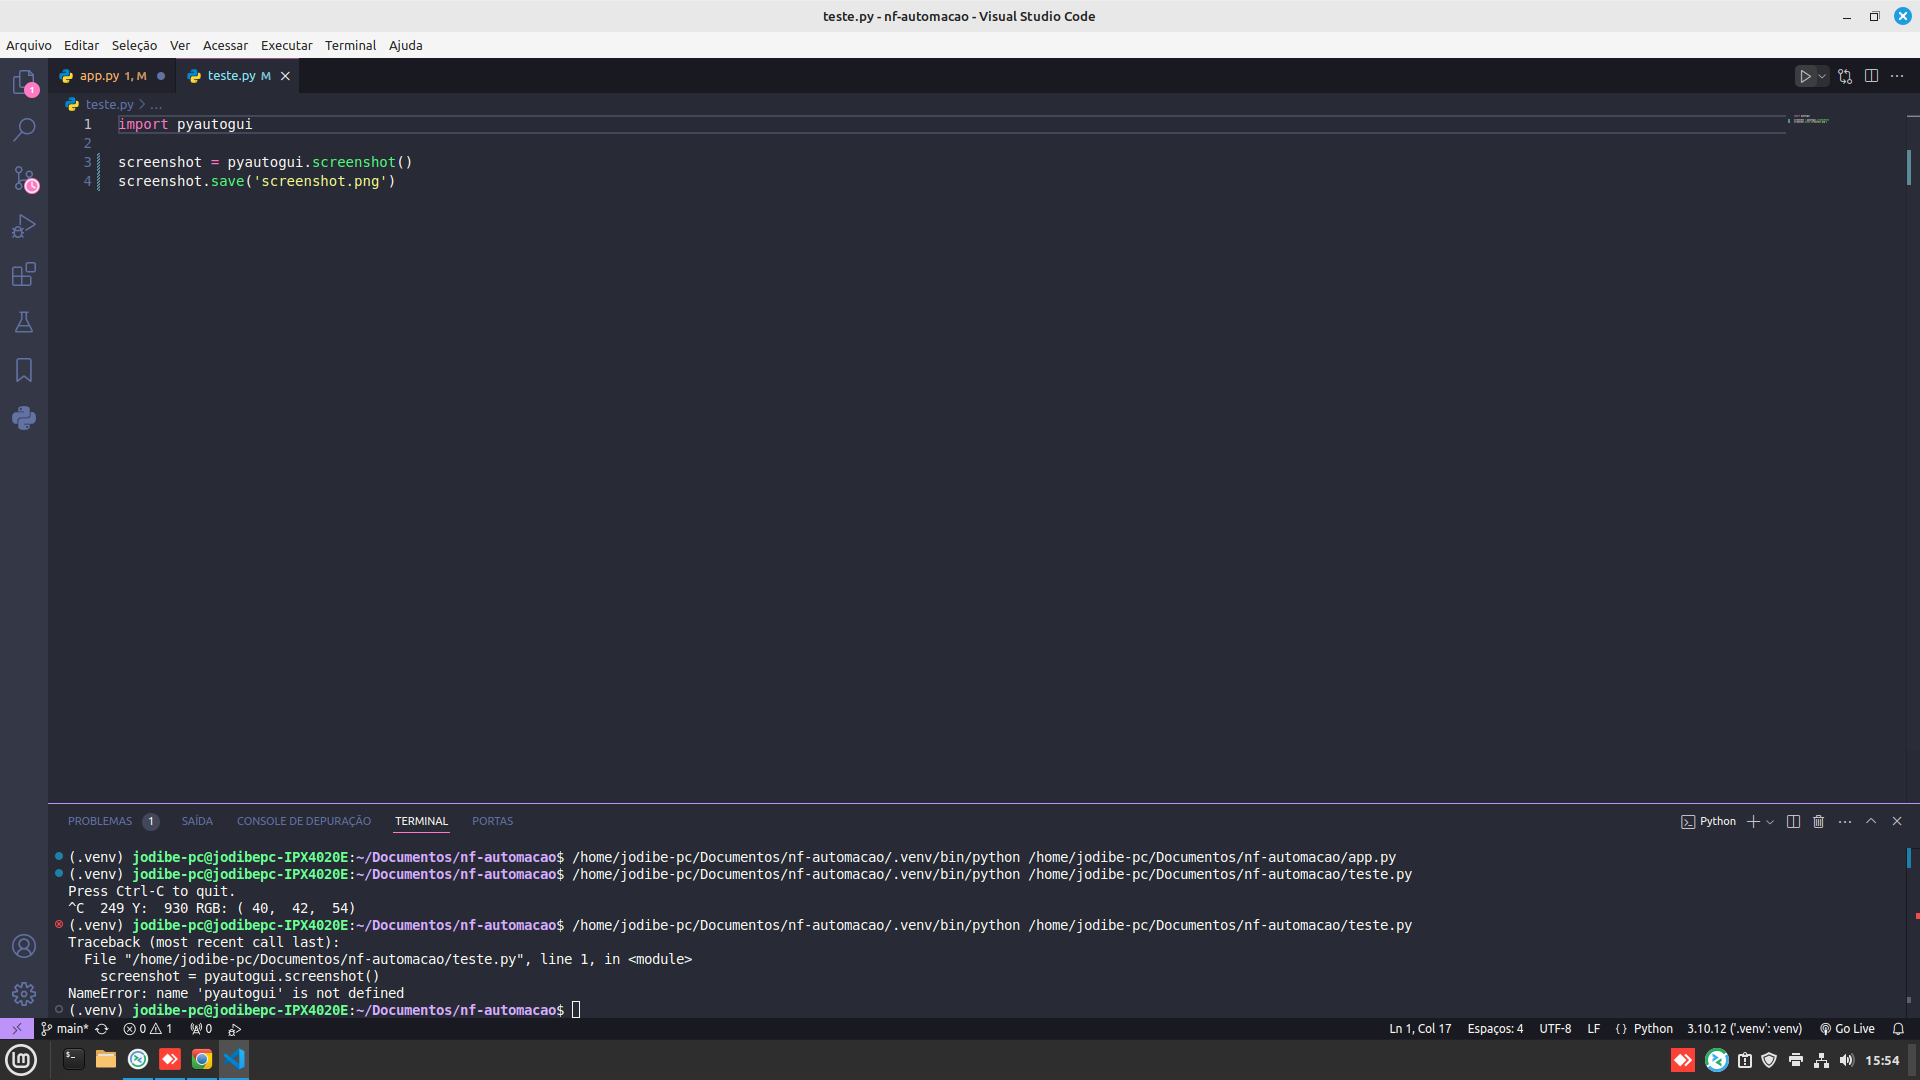 teste.py - nf-automacao - Visual Studio Code
Arquivo Editar Seleção Ver Acessar Executar Terminal Ajuda
app.py 1, M teste.py M
teste.py > ...
1 import pyautogui
2
3 screenshot = pyautogui.screenshot()
4 screenshot.save('screenshot.png')
PROBLEMAS 1 SAÍDA CONSOLE DE DEPURAÇÃO TERMINAL PORTAS Python
(.venv) jodibe-pc@jodibepc-IPX4020E:~/Documentos/nf-automacao$ /home/jodibe-pc/Documentos/nf-automacao/.venv/bin/python /home/jodibe-pc/Documentos/nf-automacao/app.py
(.venv) jodibe-pc@jodibepc-IPX4020E:~/Documentos/nf-automacao$ /home/jodibe-pc/Documentos/nf-automacao/.venv/bin/python /home/jodibe-pc/Documentos/nf-automacao/teste.py
Press Ctrl-C to quit.
^C  249 Y:  930 RGB: ( 40,  42,  54)
(.venv) jodibe-pc@jodibepc-IPX4020E:~/Documentos/nf-automacao$ /home/jodibe-pc/Documentos/nf-automacao/.venv/bin/python /home/jodibe-pc/Documentos/nf-automacao/teste.py
Traceback (most recent call last):
  File "/home/jodibe-pc/Documentos/nf-automacao/teste.py", line 1, in <module>
    screenshot = pyautogui.screenshot()
NameError: name 'pyautogui' is not defined
(.venv) jodibe-pc@jodibepc-IPX4020E:~/Documentos/nf-automacao$
main* 0 1 0 Ln 1, Col 17 Espaços: 4 UTF-8 LF {} Python 3.10.12 ('.venv': venv) Go Live
15:54